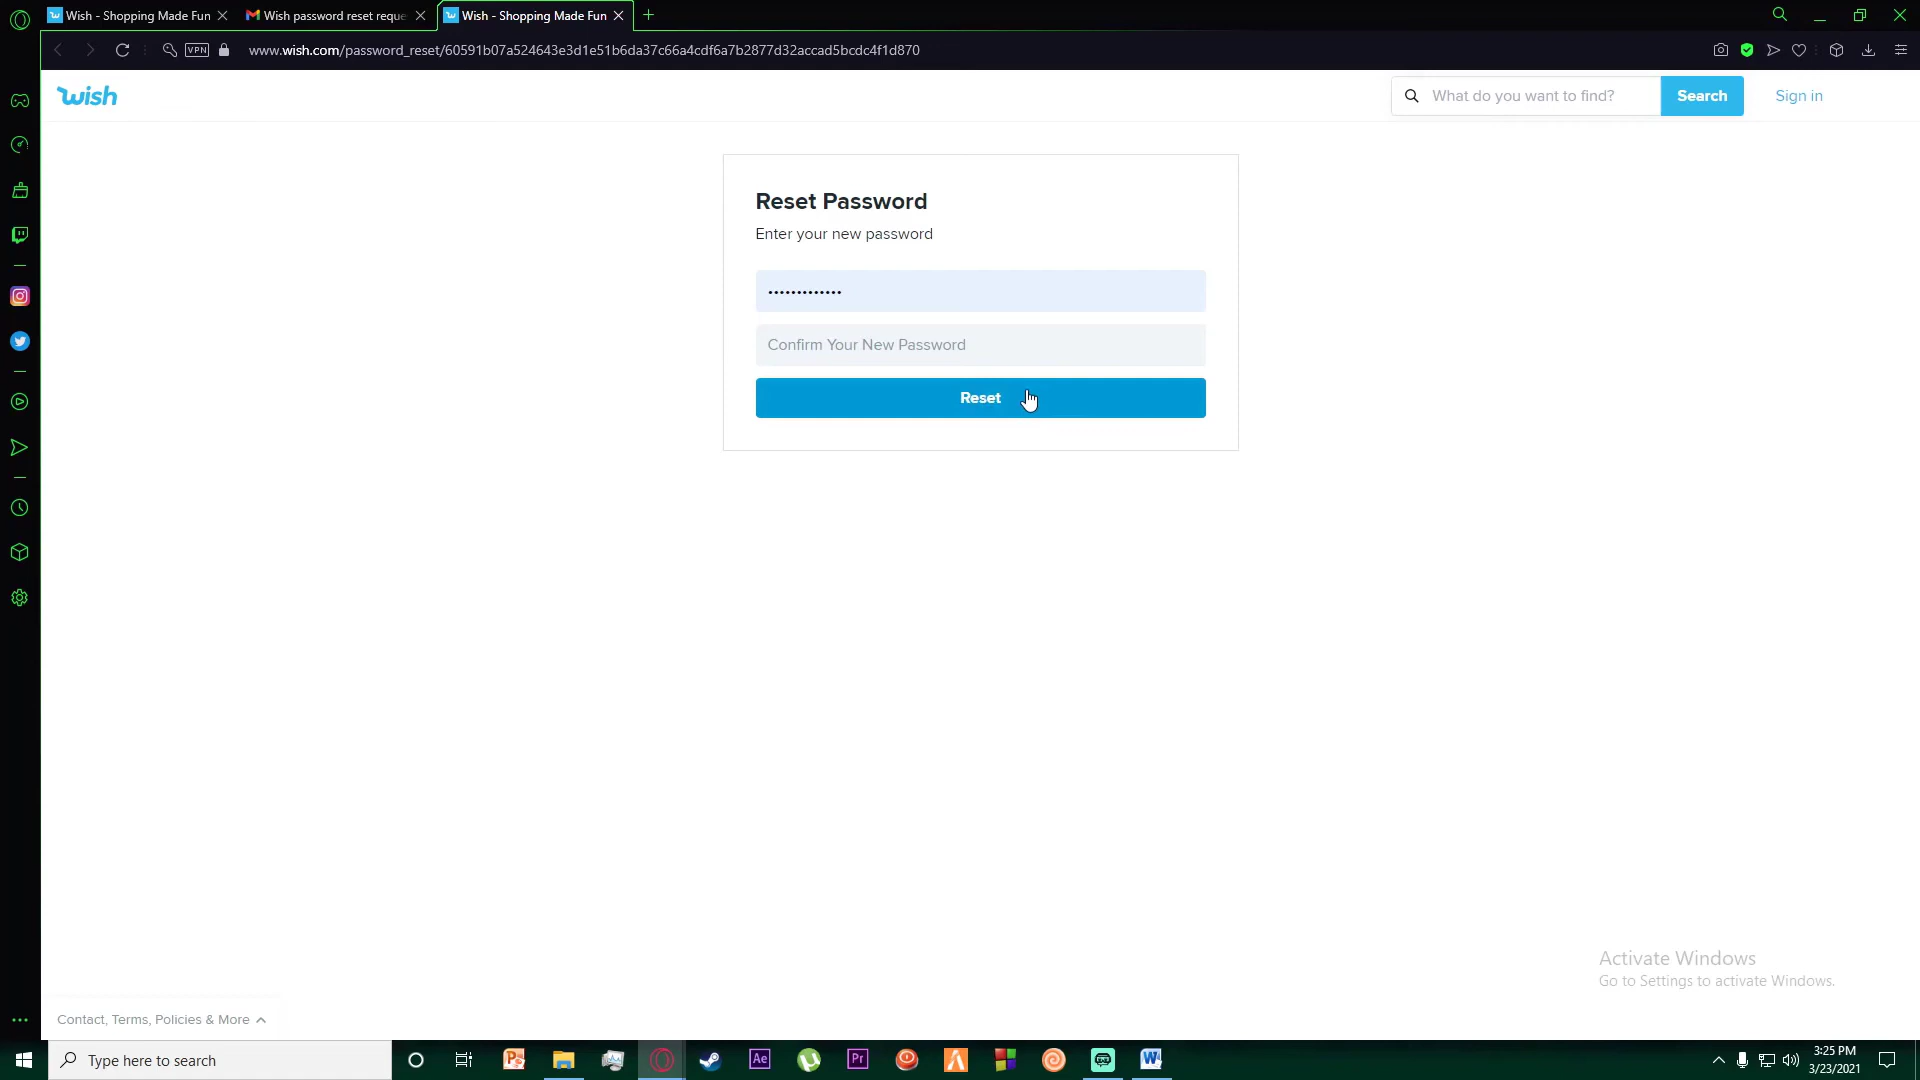 Wish - Shopping Made Fun
Wish password reset reque
Wish - Shopping Made Fun
VPN
www.wish.com/password_reset/60591b07a524643e3d1e51b6da37c66a4cdf6a7b2877d32accad5bcdc4f1d870
wish
What do you want to find?
Search
Sign in
Reset Password
Enter your new password
•••••••••••••
Confirm Your New Password
Reset
Activate Windows
Go to Settings to activate Windows.
Contact, Terms, Policies & More
Type here to search
Ae
Pr
3:25 PM
3/23/2021